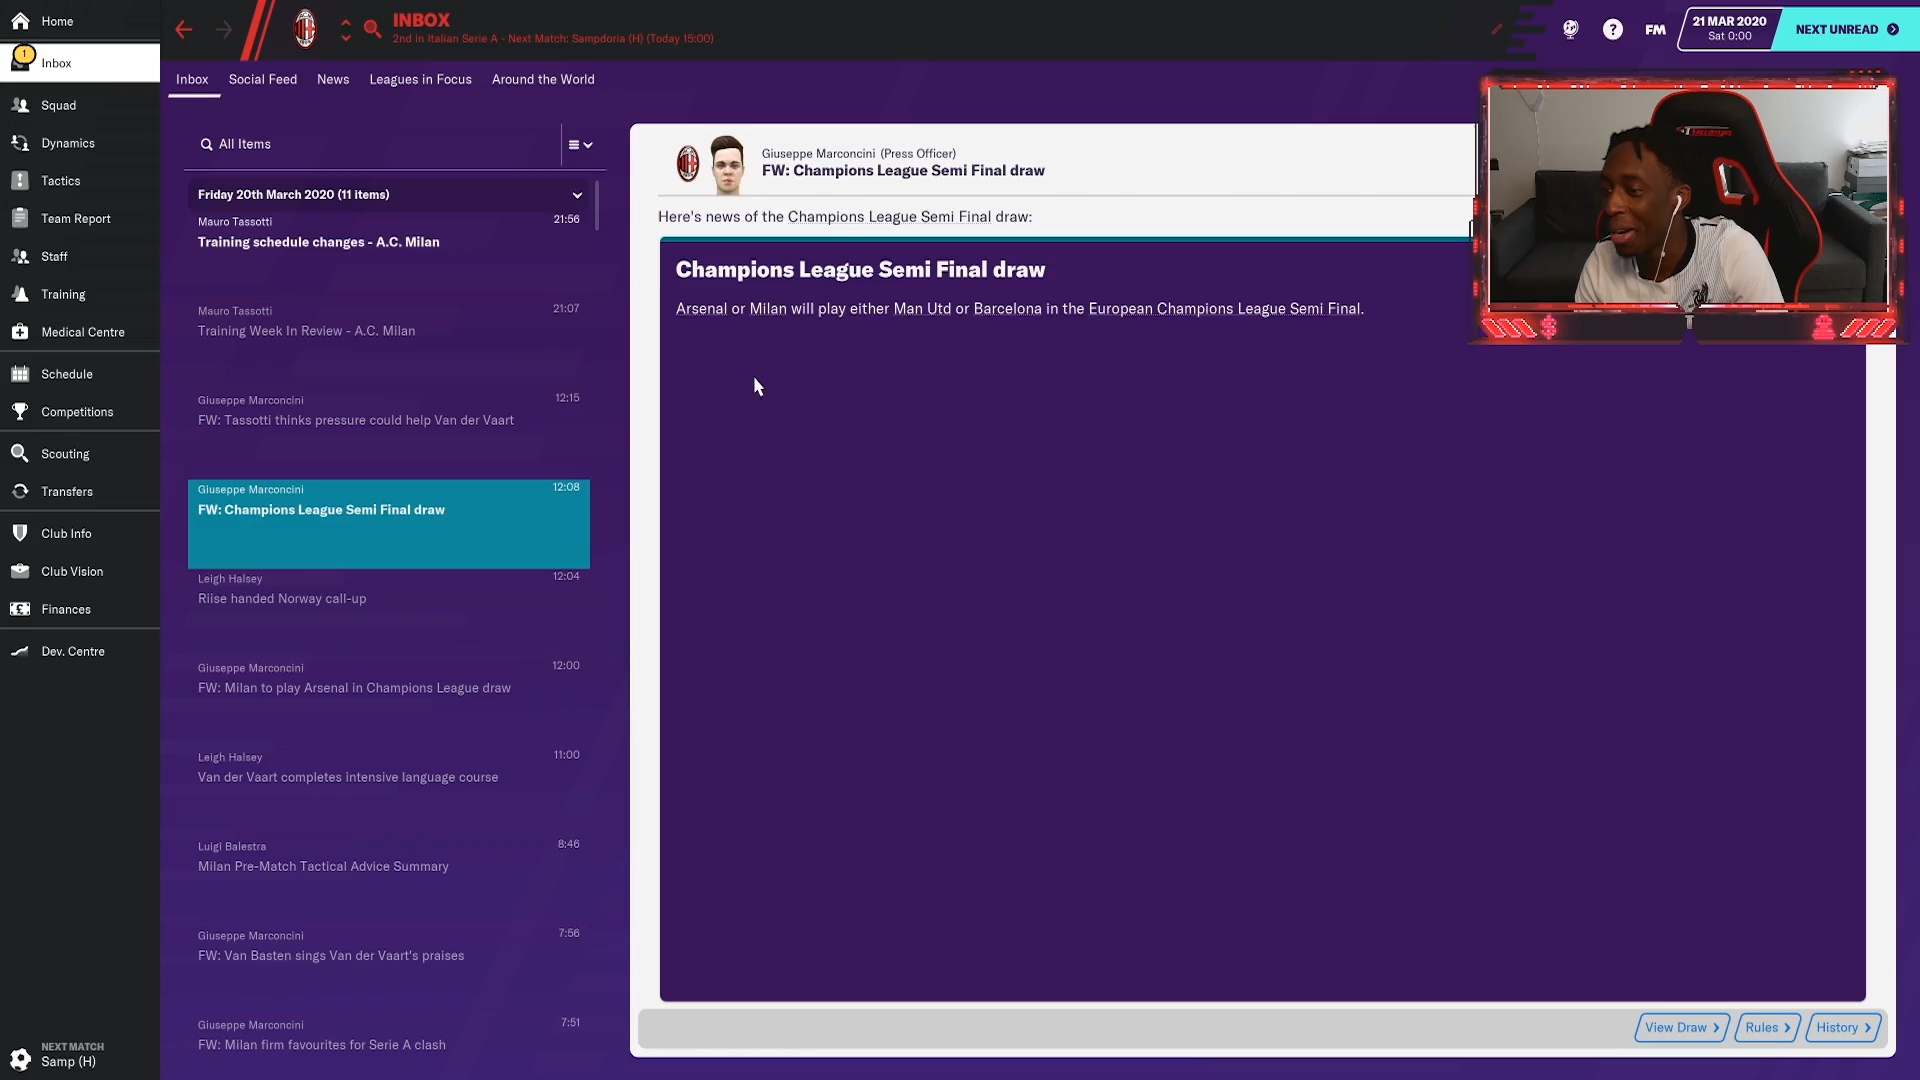 Home
INBOX
2nd in Italian Serie A - Next Match: Sampdoria (H) (Today 15:00)
FM
21 MAR 2020
Sat 0:00
NEXT UNREAD
1
Inbox
Squad
Dynamics
Tactics
Team Report
Staff
Training
Medical Centre
Schedule
Competitions
Scouting
Transfers
Club Info
Club Vision
Finances
Dev. Centre
NEXT MATCH
Samp (H)
Inbox Social Feed News Leagues in Focus Around the World
All Items
Friday 20th March 2020 (11 items)
Mauro Tassotti 21:56
Training schedule changes - A.C. Milan
Mauro Tassotti 21:07
Training Week In Review - A.C. Milan
Giuseppe Marconcini 12:15
FW: Tassotti thinks pressure could help Van der Vaart
Giuseppe Marconcini 12:08
FW: Champions League Semi Final draw
Leigh Halsey 12:04
Riise handed Norway call-up
Giuseppe Marconcini 12:00
FW: Milan to play Arsenal in Champions League draw
Leigh Halsey 11:00
Van der Vaart completes intensive language course
Luigi Balestra 8:46
Milan Pre-Match Tactical Advice Summary
Giuseppe Marconcini 7:56
FW: Van Basten sings Van der Vaart's praises
Giuseppe Marconcini 7:51
FW: Milan firm favourites for Serie A clash
Giuseppe Marconcini (Press Officer)
FW: Champions League Semi Final draw
Here's news of the Champions League Semi Final draw:
Champions League Semi Final draw
Arsenal or Milan will play either Man Utd or Barcelona in the European Champions League Semi Final.
View Draw Rules History